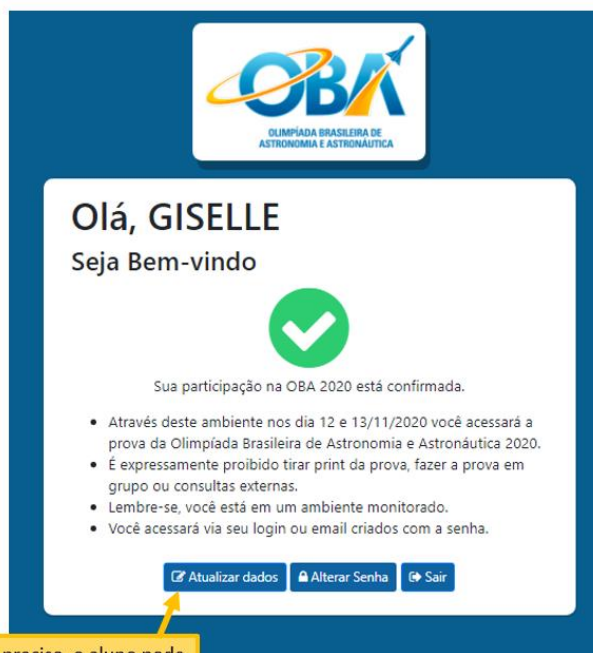 OBA
OLIMPÍADA BRASILEIRA DE
ASTRONOMIA E ASTRONÁUTICA
Olá, GISELLE
Seja Bem-vindo
Sua participação na OBA 2020 está confirmada.
• Através deste ambiente nos dia 12 e 13/11/2020 você acessará a
prova da Olimpíada Brasileira de Astronomia e Astronáutica 2020.
• É expressamente proibido tirar print da prova, fazer a prova em
grupo ou consultas externas.
• Lembre-se, você está em um ambiente monitorado.
• Você acessará via seu login ou email criados com a senha.
Atualizar dados Alterar Senha Sair
preciso, o aluno pode